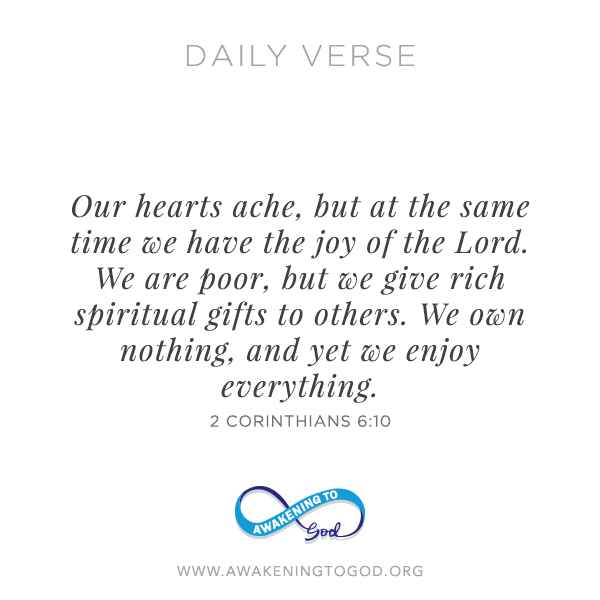 DAILY VERSE
Our hearts ache, but at the same
time we have the joy of the Lord.
We are poor, but we give rich
spiritual gifts to others. We own
nothing, and yet we enjoy
everything.
2 CORINTHIANS 6:10
AWAKENING TO
God
WWW.AWAKENINGTOGOD.ORG